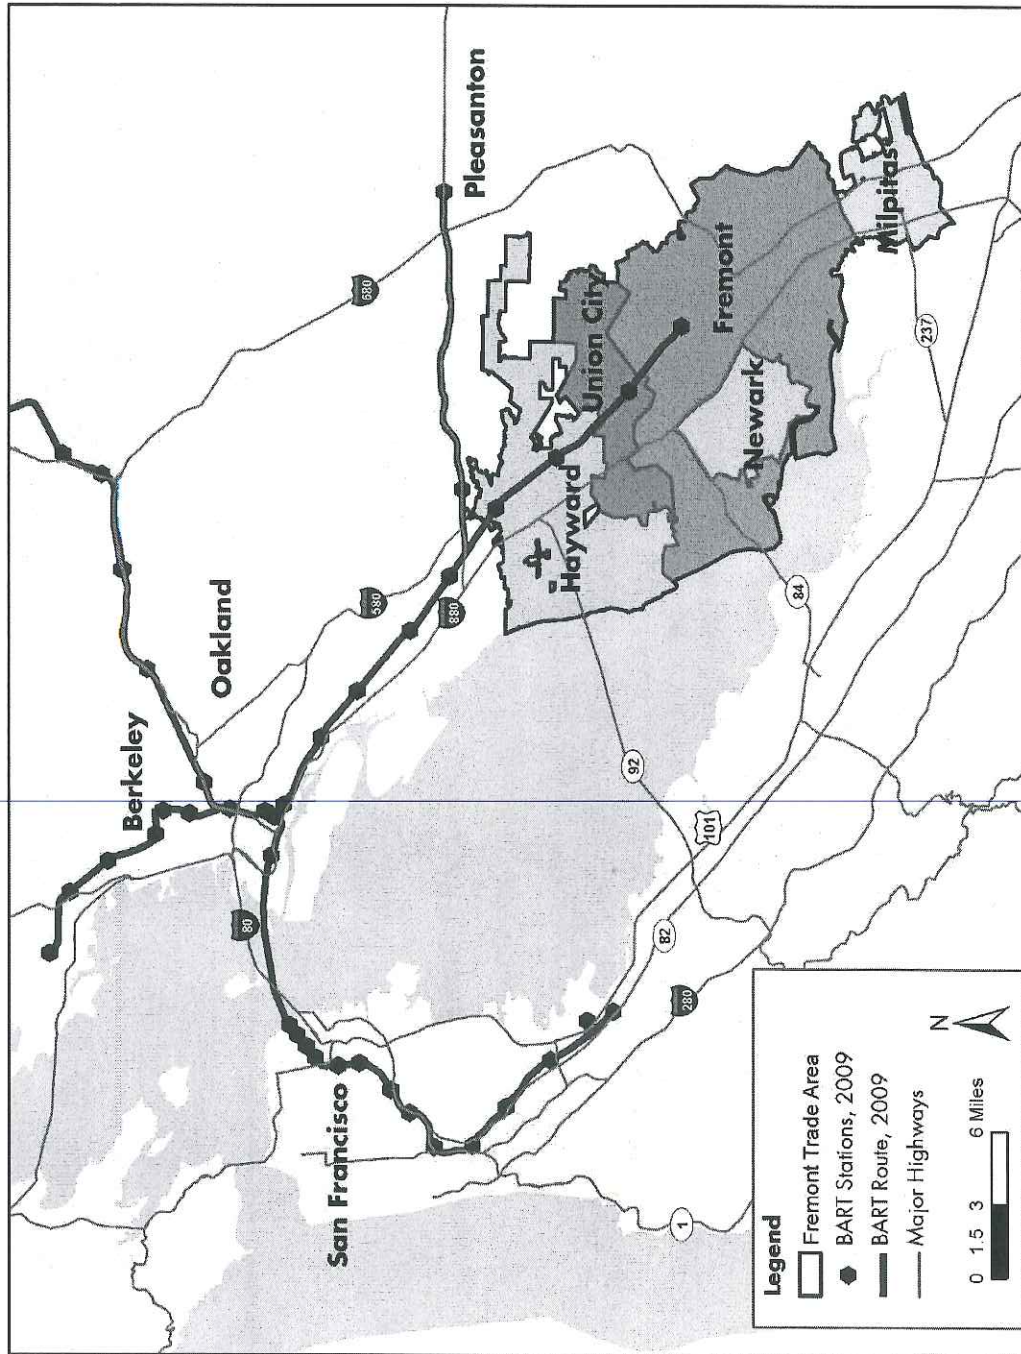 Berkeley
Oakland
San Francisco
Pleasanton
Hayward
Union City
Fremont
Newark
Milpitas
80
580
680
880
92
84
101
82
280
237
1
Legend
Fremont Trade Area
BART Stations, 2009
BART Route, 2009
Major Highways
0 1.5 3 6 Miles
N